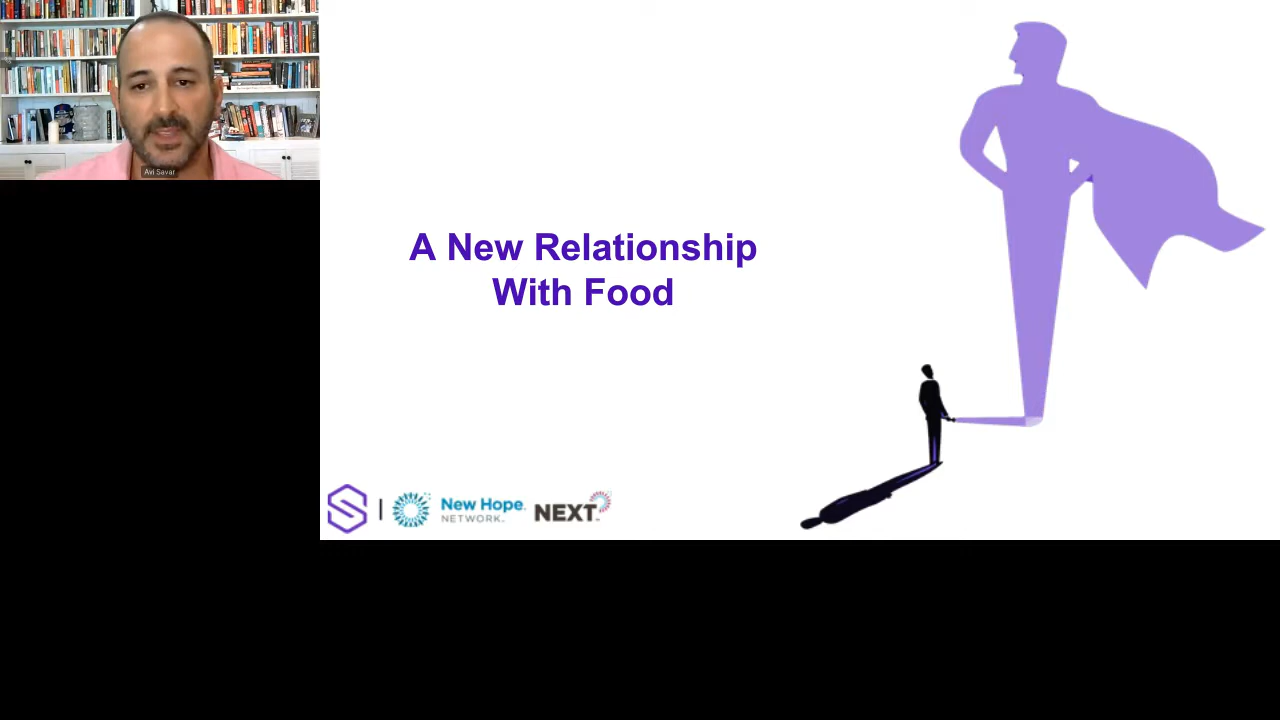 Avi Savar
A New Relationship
With Food
New Hope
NETWORK
NEXT